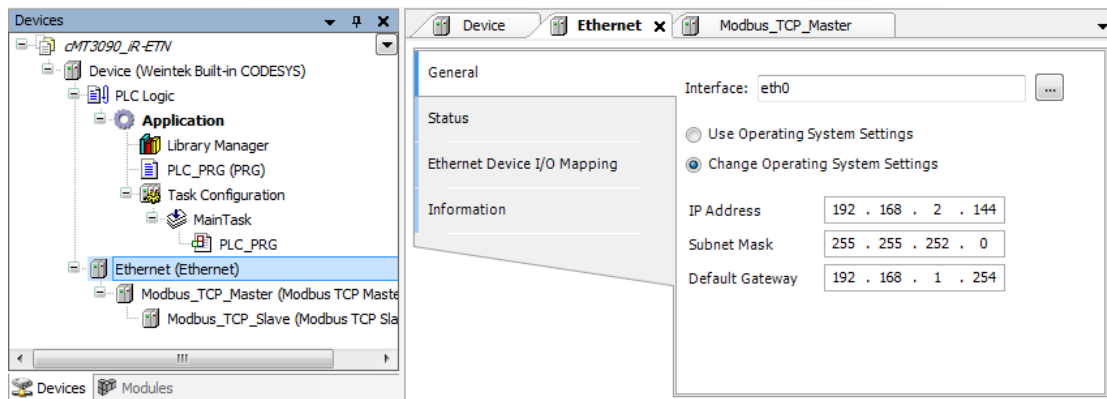 Devices
cMT3090_iR-ETN
Device (Weintek Built-in CODESYS)
PLC Logic
Application
Library Manager
PLC_PRG (PRG)
Task Configuration
MainTask
PLC_PRG
Ethernet (Ethernet)
Modbus_TCP_Master (Modbus TCP Maste
Modbus_TCP_Slave (Modbus TCP Sla
Devices
Modules
Device
Ethernet
Modbus_TCP_Master
General
Status
Ethernet Device I/O Mapping
Information
Interface: eth0 ...
Use Operating System Settings
Change Operating System Settings
IP Address 192 . 168 . 2 . 144
Subnet Mask 255 . 255 . 252 . 0
Default Gateway 192 . 168 . 1 . 254